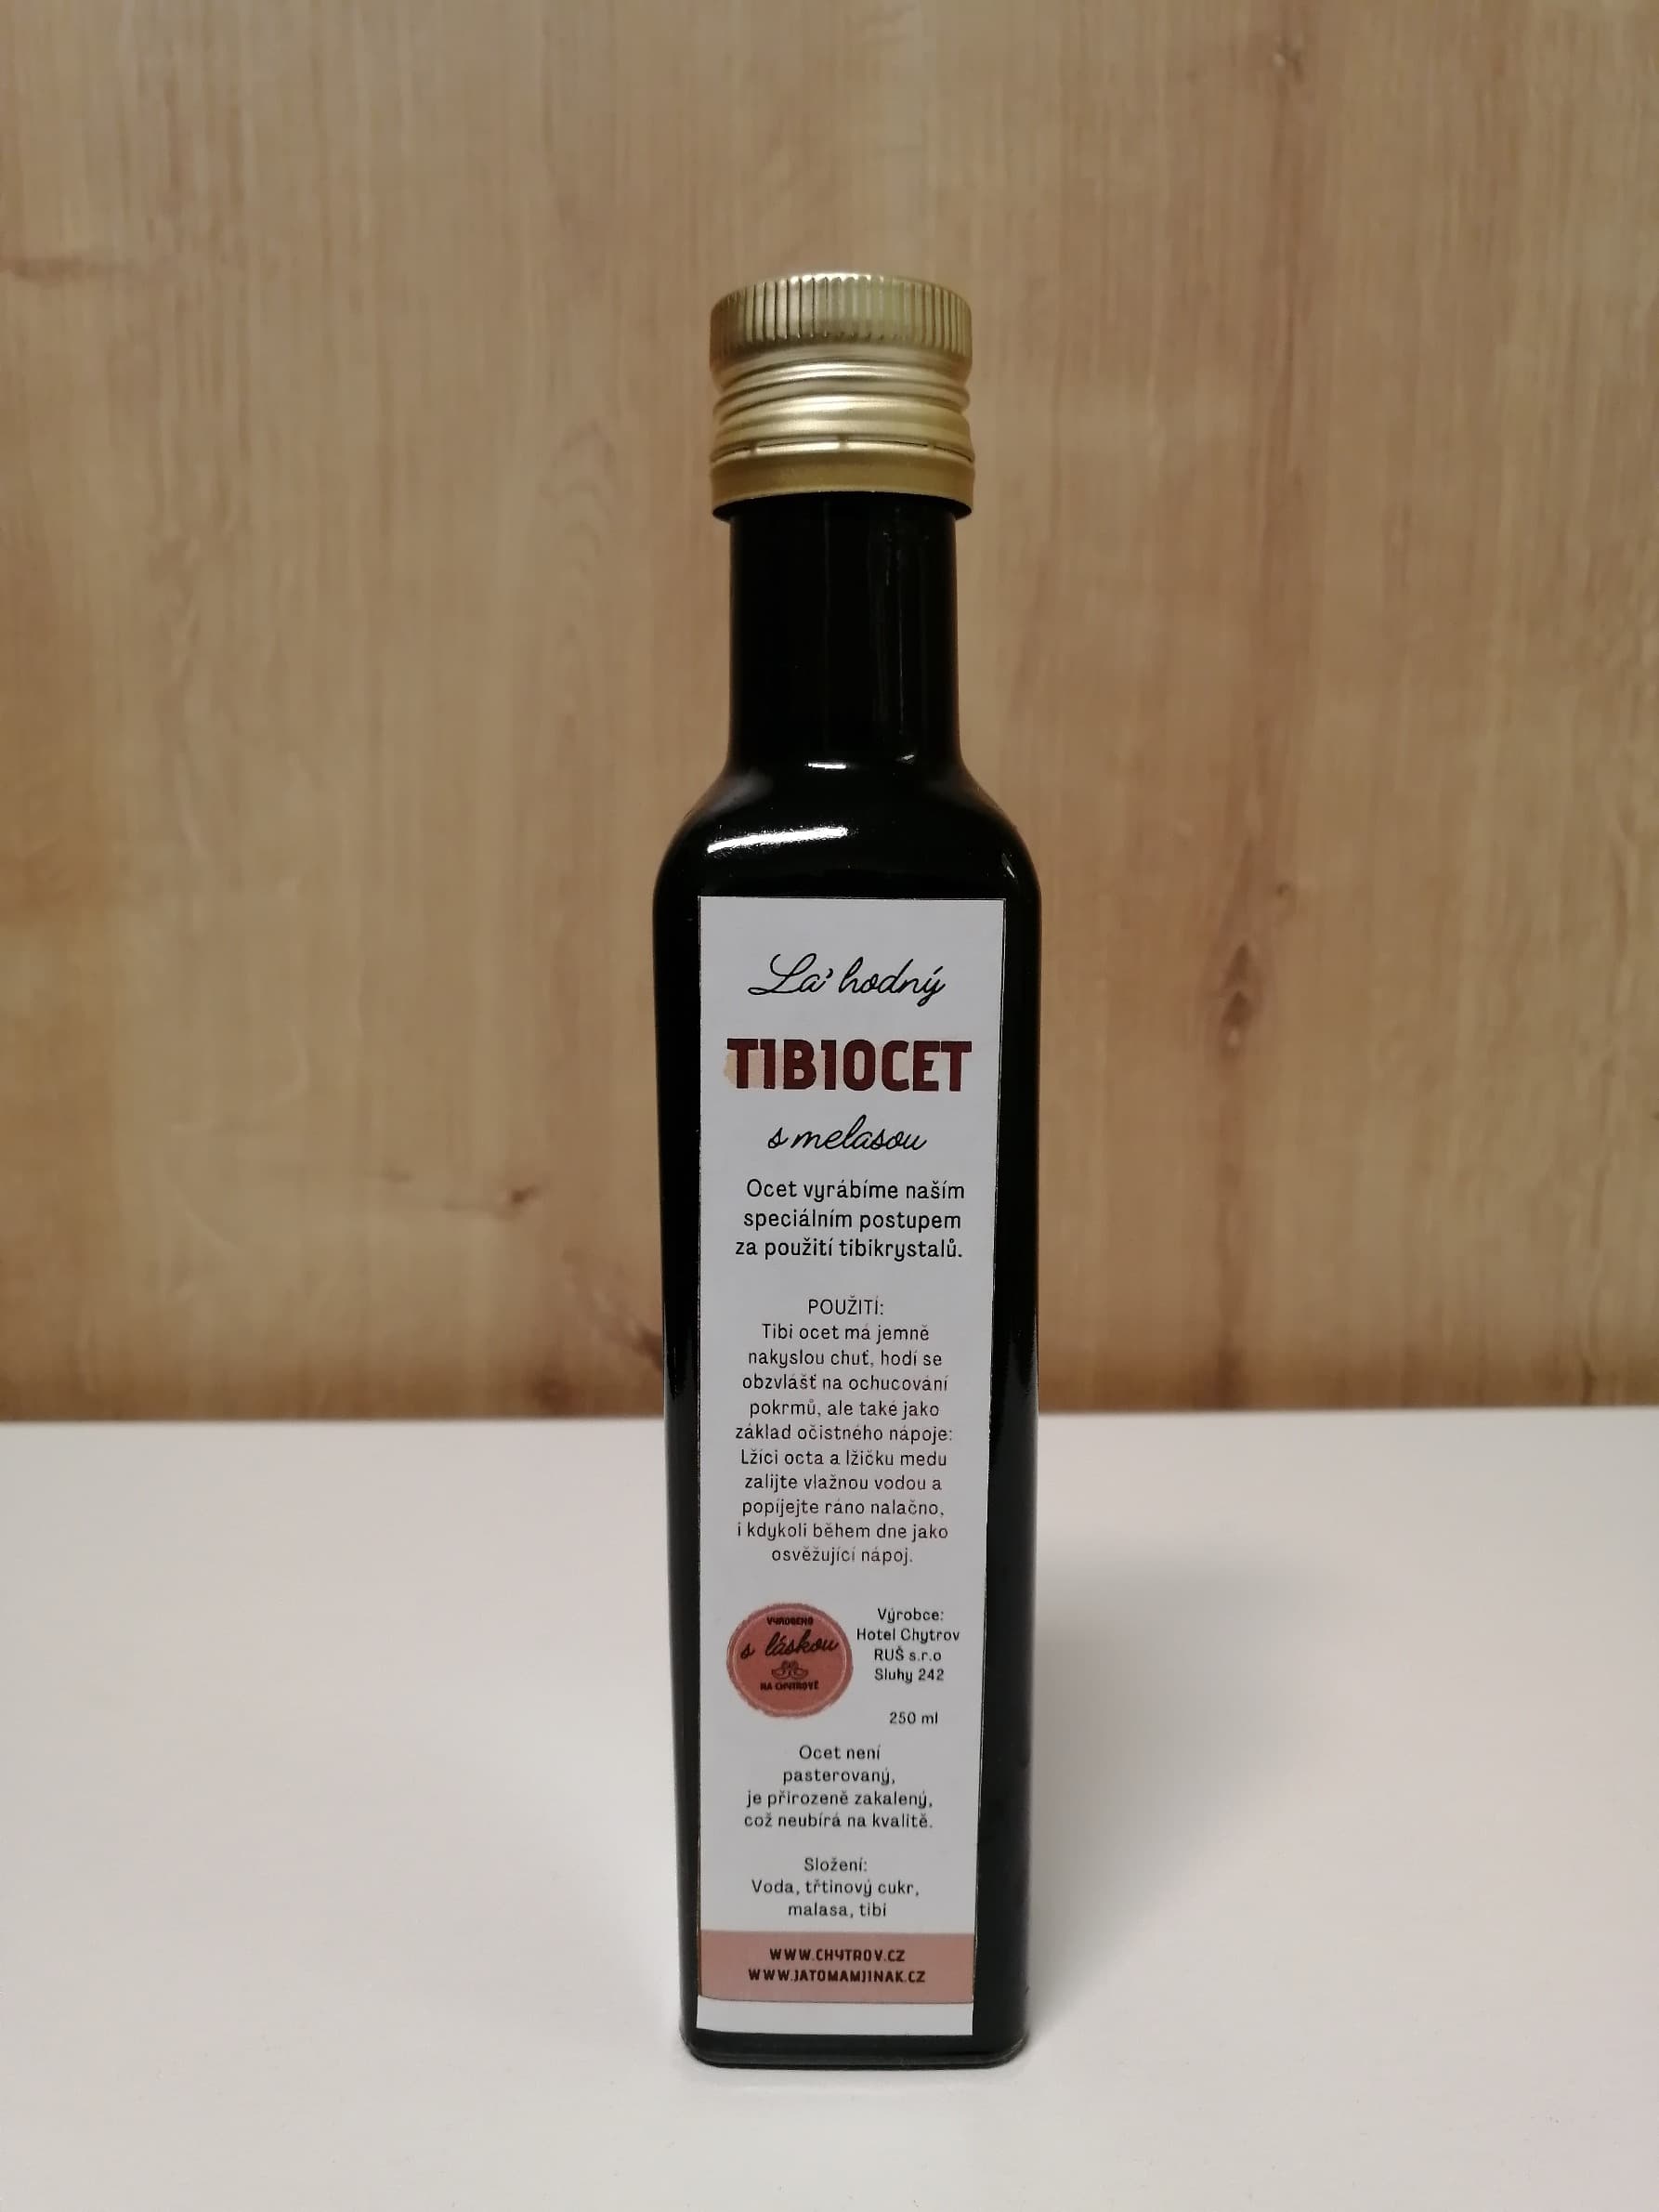 La' hodný
TIBIOCET
s melasou
Ocet vyrábíme naším
speciálním postupem
za použití tibikrystalů.
POUŽITÍ:
Tibi ocet má jemně
nakyslou chuť, hodí se
obzvlášť na ochucování
pokrmů, ale také jako
základ očistného nápoje:
Lžíci octa a lžičku medu
zalijte vlažnou vodou a
popíjejte ráno nalačno,
i kdykoli během dne jako
osvěžující nápoj.
VYROBENO
s láskou
NA CHYTROVĚ
Výrobce:
Hotel Chytrov
RUŠ s.r.o
Sluhy 242
250 ml
Ocet není
pasterovaný,
je přirozeně zakalený,
což neubírá na kvalitě.
Složení:
Voda, třtinový cukr,
malasa, tibi
WWW.CHYTROV.CZ
WWW.JATOMAMJINAK.CZ